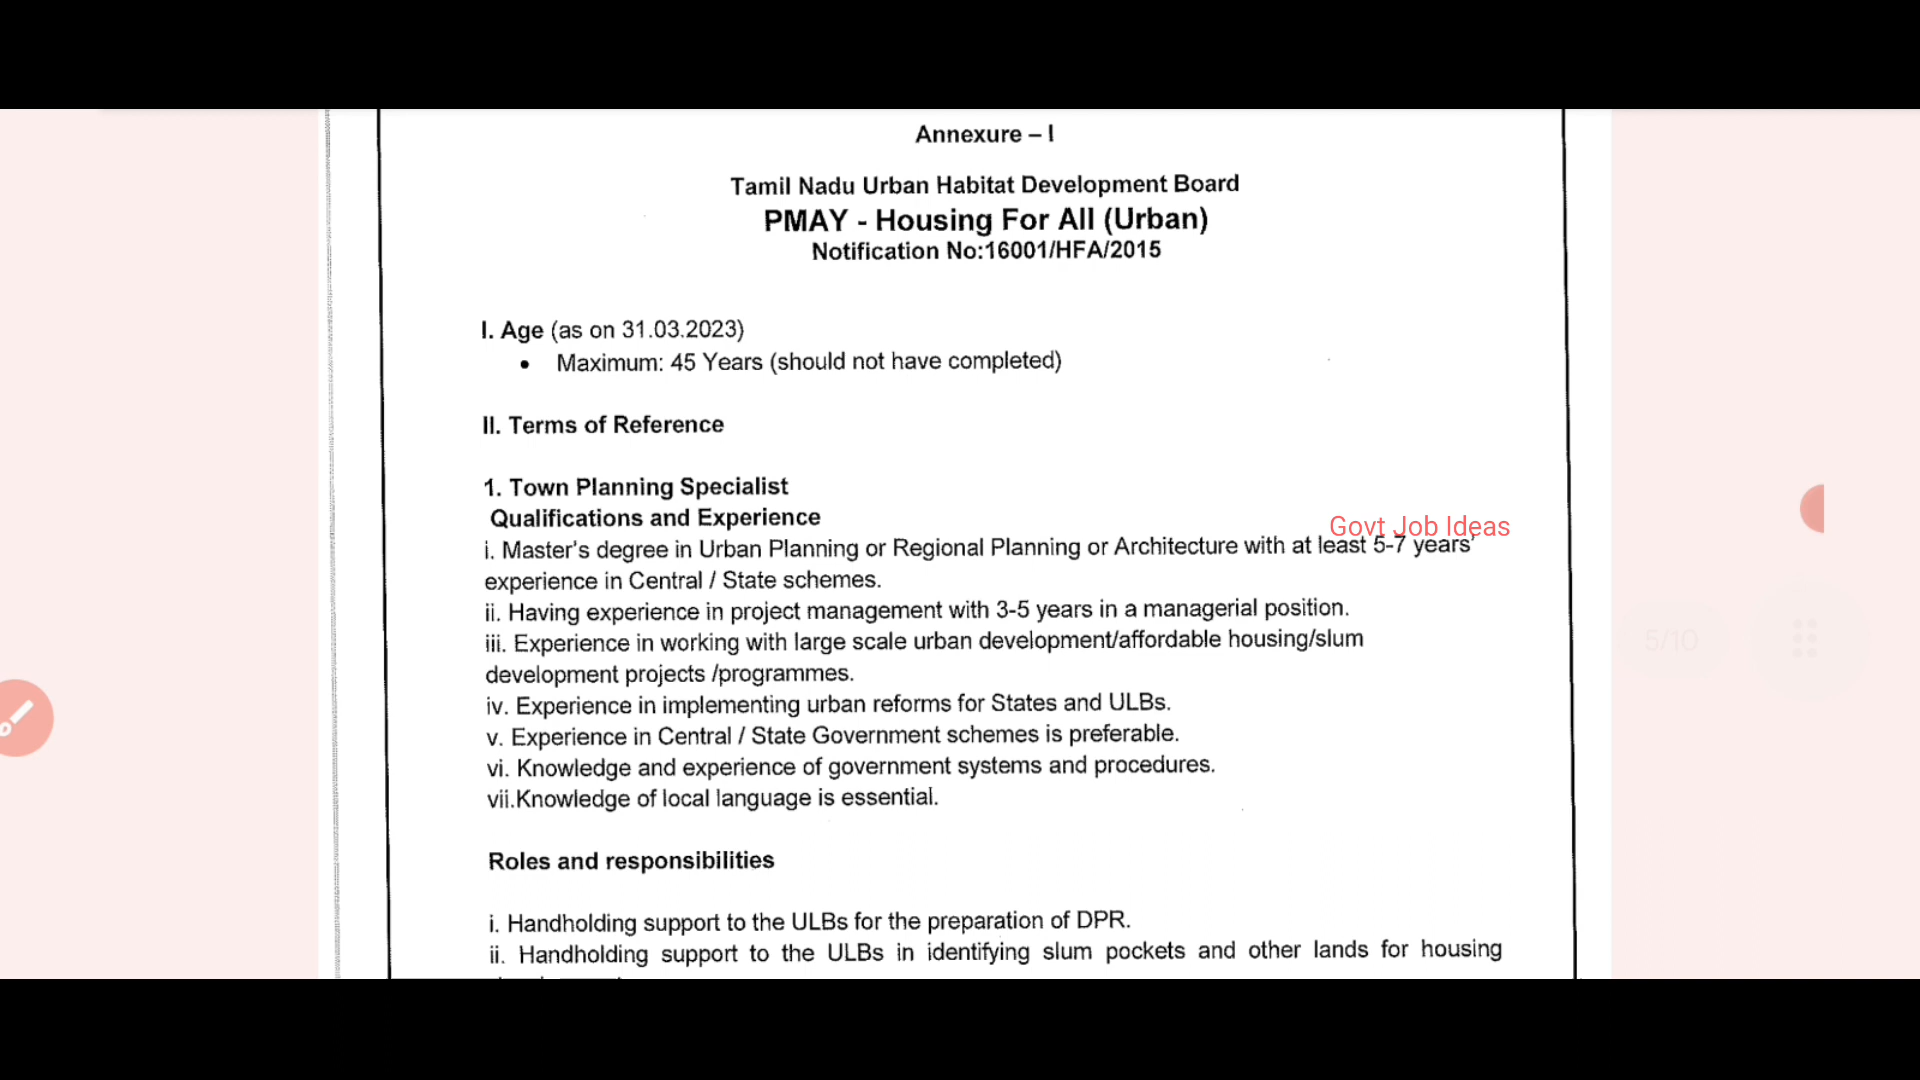 Annexure – I
Tamil Nadu Urban Habitat Development Board
PMAY - Housing For All (Urban)
Notification No:16001/HFA/2015
I. Age (as on 31.03.2023)
• Maximum: 45 Years (should not have completed)
II. Terms of Reference
1. Town Planning Specialist
Qualifications and Experience
Govt Job Ideas
i. Master's degree in Urban Planning or Regional Planning or Architecture with at least 5-7 years'
experience in Central / State schemes.
ii. Having experience in project management with 3-5 years in a managerial position.
iii. Experience in working with large scale urban development/affordable housing/slum
development projects /programmes.
5/10
iv. Experience in implementing urban reforms for States and ULBs.
v. Experience in Central / State Government schemes is preferable.
vi. Knowledge and experience of government systems and procedures.
vii.Knowledge of local language is essential.
Roles and responsibilities
i. Handholding support to the ULBs for the preparation of DPR.
ii. Handholding support to the ULBs in identifying slum pockets and other lands for housing